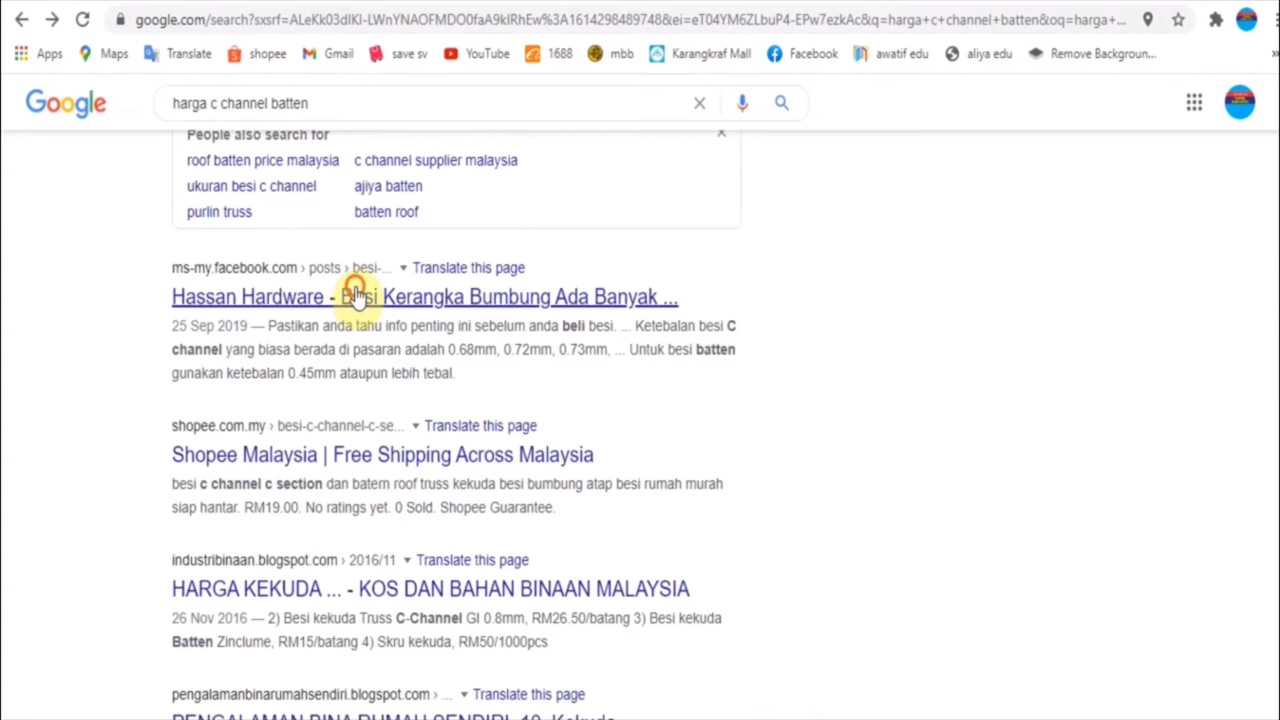 google.com/search?sxsrf=ALeKk03dIKI-LWnYNAOFMDO0faA9kIRhEw%3A1614298489748&ei=eT04YM6ZLbuP4-EPw7ezkAc&q=harga+c+channel+batten&oq=harga+...
Apps Maps Translate shopee Gmail save sv YouTube 1688 mbb Karangkraf Mall Facebook awatif edu aliya edu Remove Backgroun...
Google harga c channel batten
People also search for
roof batten price malaysia c channel supplier malaysia
ukuran besi c channel ajiya batten
purlin truss batten roof
ms-my.facebook.com › posts › besi-... Translate this page
Hassan Hardware - Besi Kerangka Bumbung Ada Banyak ...
25 Sep 2019 — Pastikan anda tahu info penting ini sebelum anda beli besi. ... Ketebalan besi C
channel yang biasa berada di pasaran adalah 0.68mm, 0.72mm, 0.73mm, ... Untuk besi batten
gunakan ketebalan 0.45mm ataupun lebih tebal.
shopee.com.my › besi-c-channel-c-se... Translate this page
Shopee Malaysia | Free Shipping Across Malaysia
besi c channel c section dan batern roof truss kekuda besi bumbung atap besi rumah murah
siap hantar. RM19.00. No ratings yet. 0 Sold. Shopee Guarantee.
industribinaan.blogspot.com › 2016/11 Translate this page
HARGA KEKUDA ... - KOS DAN BAHAN BINAAN MALAYSIA
26 Nov 2016 — 2) Besi kekuda Truss C-Channel GI 0.8mm, RM26.50/batang 3) Besi kekuda
Batten Zinclume, RM15/batang 4) Skru kekuda, RM50/1000pcs
pengalamanbinarumahsendiri.blogspot.com › ... Translate this page
PENGALAMAN BINA RUMAH SENDIRI: 10. Kekuda